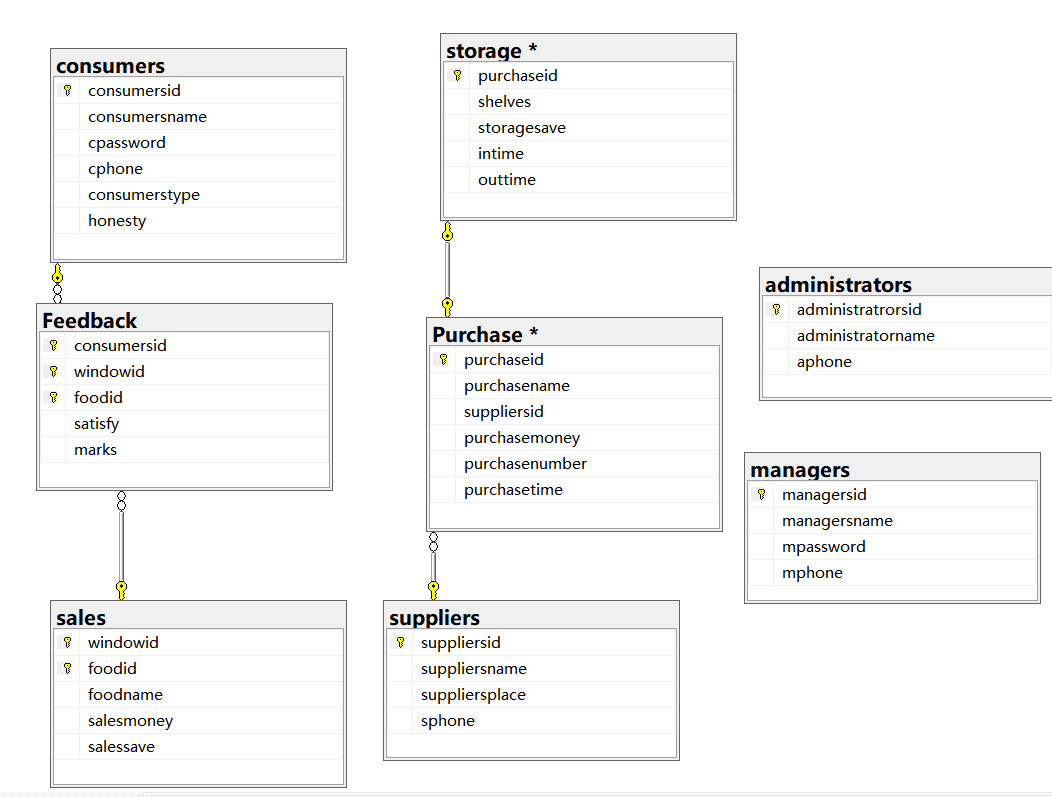 consumers
consumersid
consumersname
cpassword
cphone
consumerstype
honesty
Feedback
consumersid
windowid
foodid
satisfy
marks
sales
windowid
foodid
foodname
salesmoney
salessave
storage *
purchaseid
shelves
storagesave
intime
outtime
Purchase *
purchaseid
purchasename
suppliersid
purchasemoney
purchasenumber
purchasetime
suppliers
suppliersid
suppliersname
suppliersplace
sphone
administrators
administratrorsid
administratorname
aphone
managers
managersid
managersname
mpassword
mphone